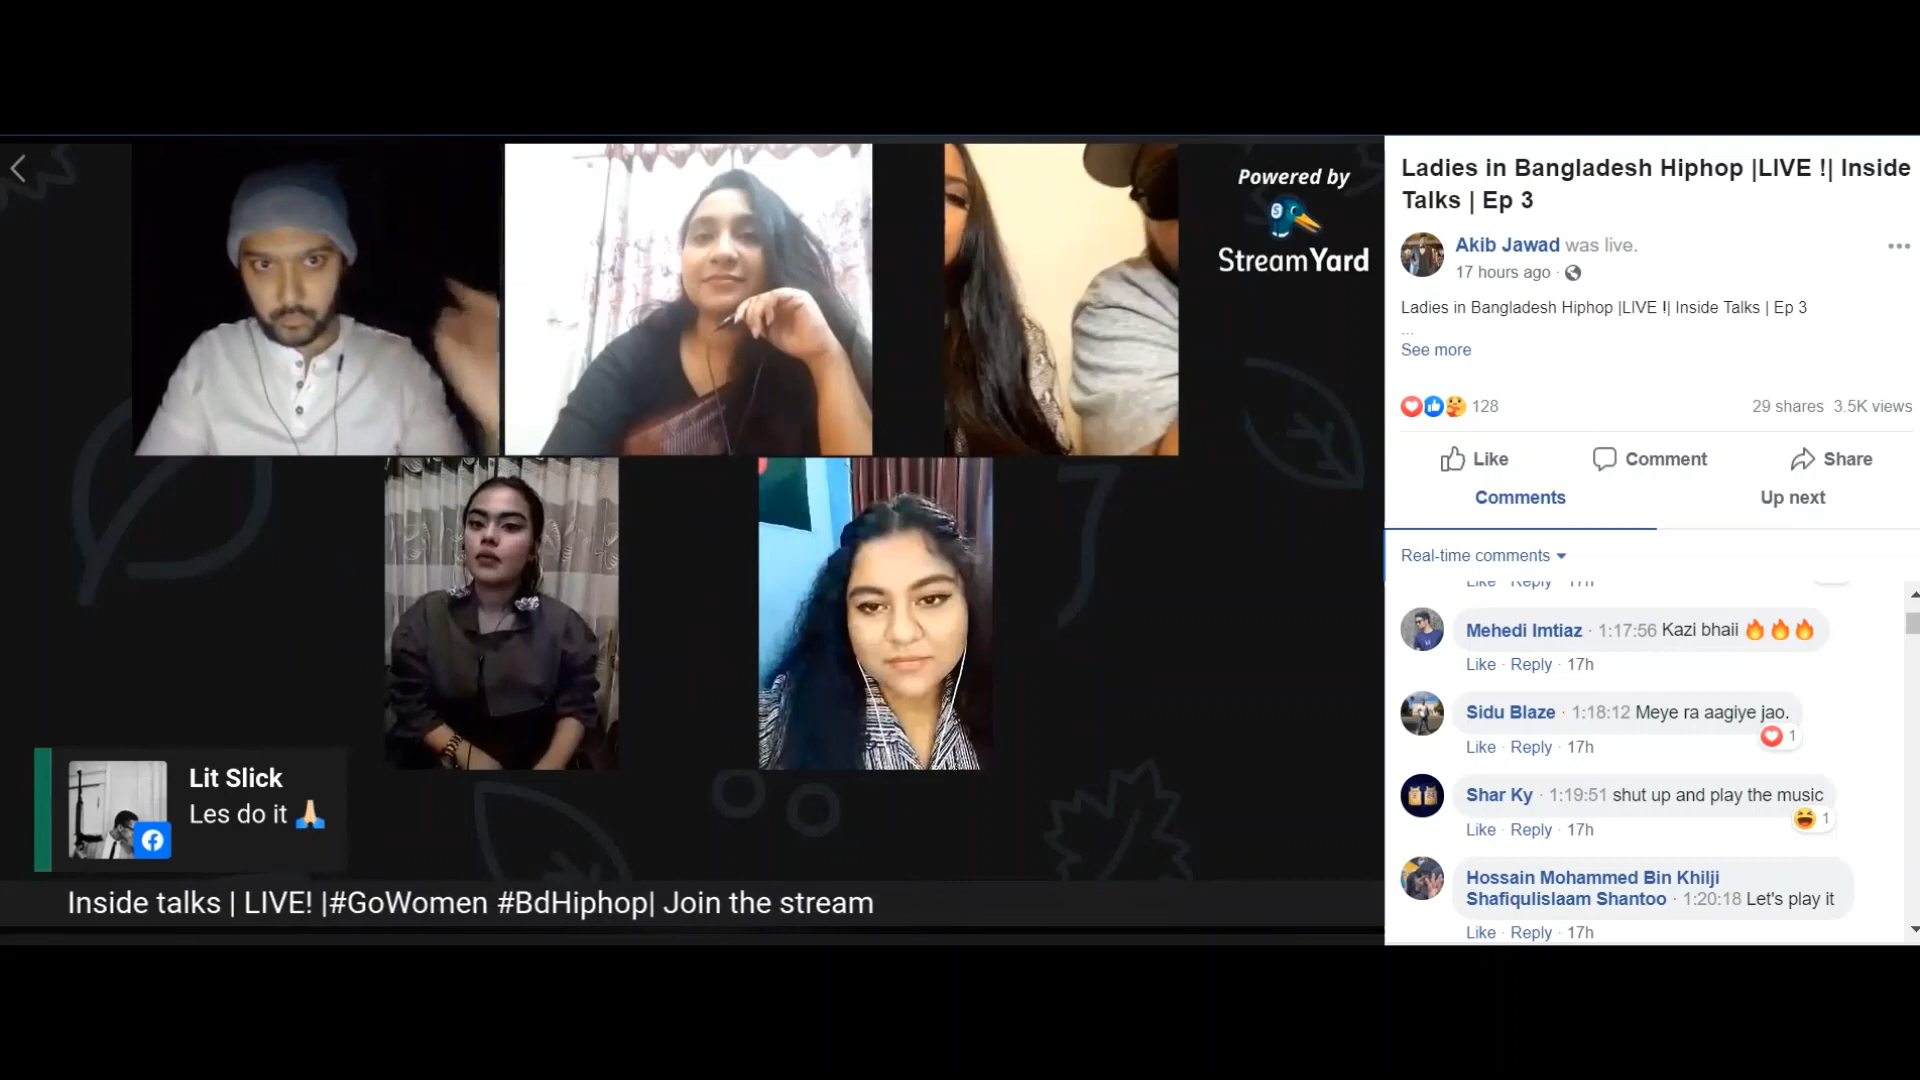 Powered by
StreamYard
Lit Slick
Les do it 🙏🏻
Inside talks | LIVE! |#GoWomen #BdHiphop| Join the stream
Ladies in Bangladesh Hiphop |LIVE !| Inside
Talks | Ep 3
Akib Jawad was live.
17 hours ago ·
Ladies in Bangladesh Hiphop |LIVE !| Inside Talks | Ep 3
...
See more
128
29 shares 3.5K views
Like Comment Share
Comments Up next
Real-time comments
Like · Reply · 17h
Mehedi Imtiaz · 1:17:56 Kazi bhaii 🔥🔥🔥
Like · Reply · 17h
Sidu Blaze · 1:18:12 Meye ra aagiye jao.
1
Like · Reply · 17h
Shar Ky · 1:19:51 shut up and play the music
1
Like · Reply · 17h
Hossain Mohammed Bin Khilji
Shafiqulislaam Shantoo · 1:20:18 Let's play it
Like · Reply · 17h